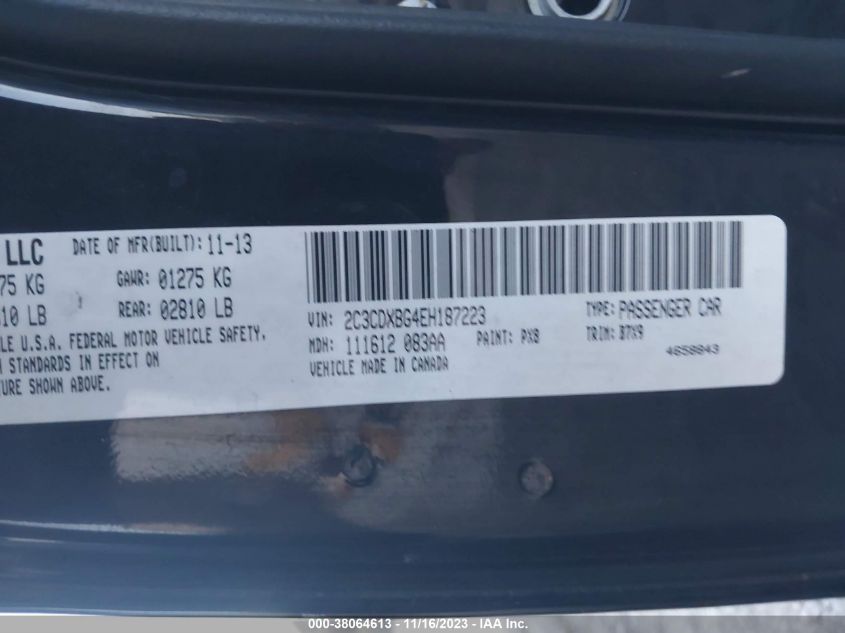 LLC DATE OF MFR(BUILT): 11-13
75 KG GAWR: 01275 KG
10 LB REAR: 02810 LB
LE U.S.A. FEDERAL MOTOR VEHICLE SAFETY,
STANDARDS IN EFFECT ON
TURE SHOWN ABOVE.
VIN: 2C3CDXBG4EH187223 TYPE: PASSENGER CAR
MDH: 111612 083AA PAINT: PX8 TRIM: B7X9
VEHICLE MADE IN CANADA 4658843
000-38064613 - 11/16/2023 - © IAA Inc.